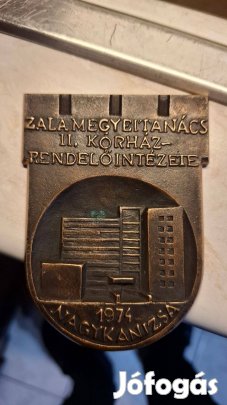 ZALA MEGYEI TANÁCS
II. KÓRHÁZ-
RENDELŐINTÉZETE
1974
NAGYKANIZSA
Jófogás